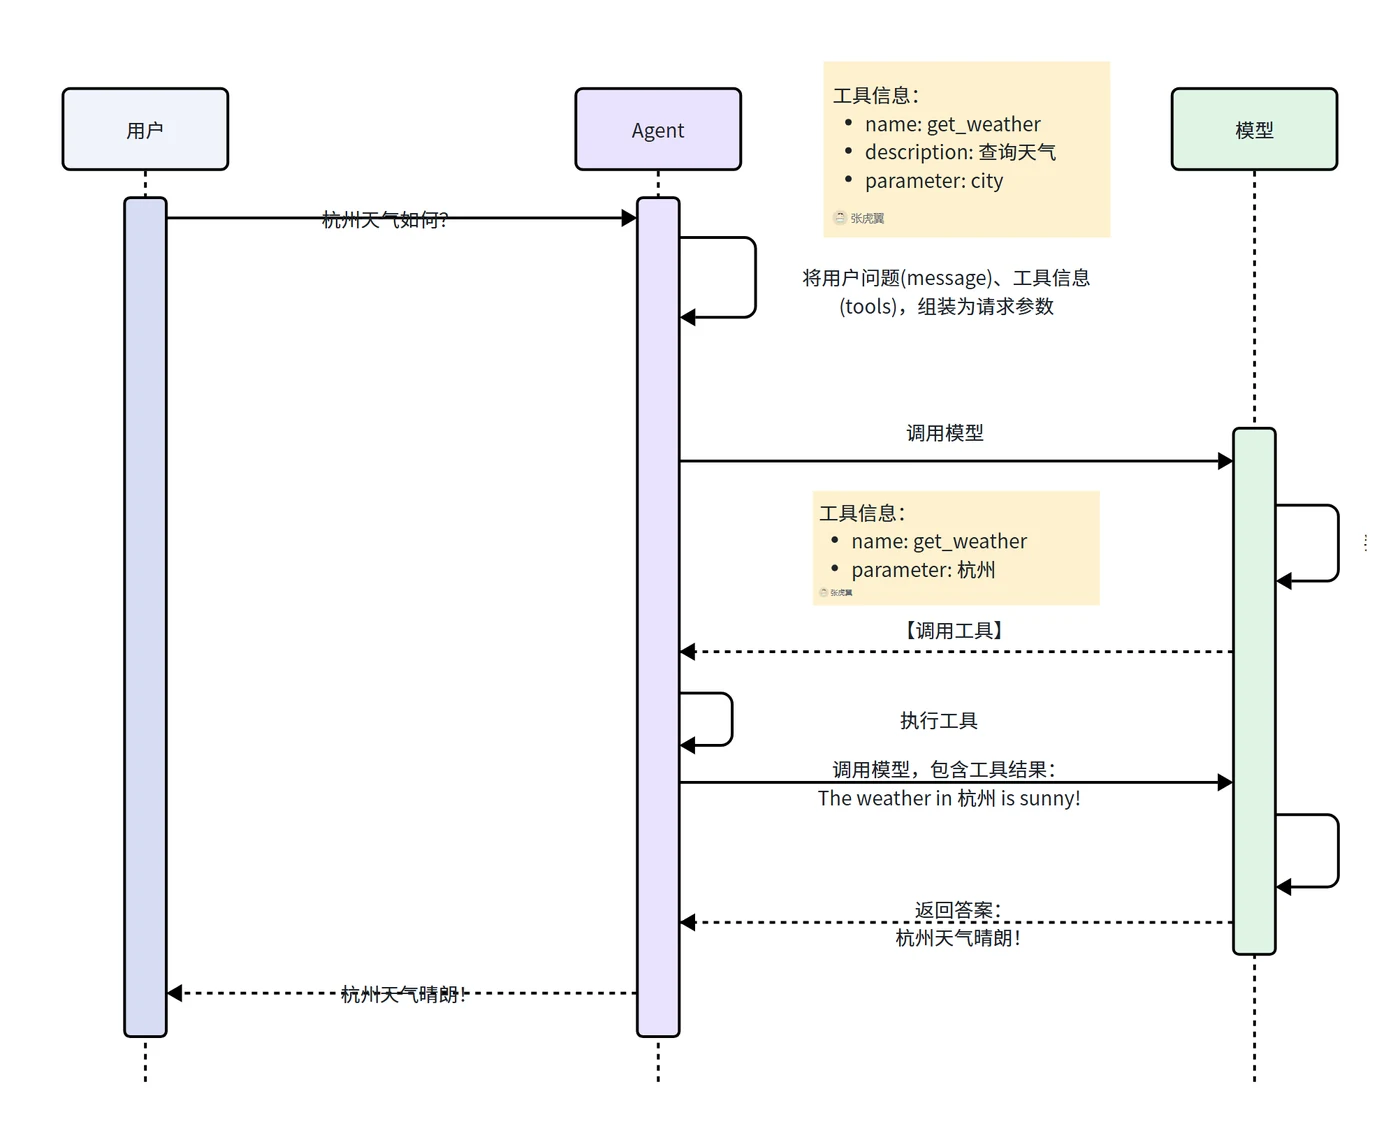 用户
Agent
模型
工具信息：
• name: get_weather
• description: 查询天气
• parameter: city
张虎翼
杭州天气如何？
将用户问题(message)、工具信息
(tools)，组装为请求参数
调用模型
工具信息：
• name: get_weather
• parameter: 杭州
张虎翼
...
【调用工具】
执行工具
调用模型，包含工具结果：
The weather in 杭州 is sunny!
返回答案：
杭州天气晴朗！
杭州天气晴朗！